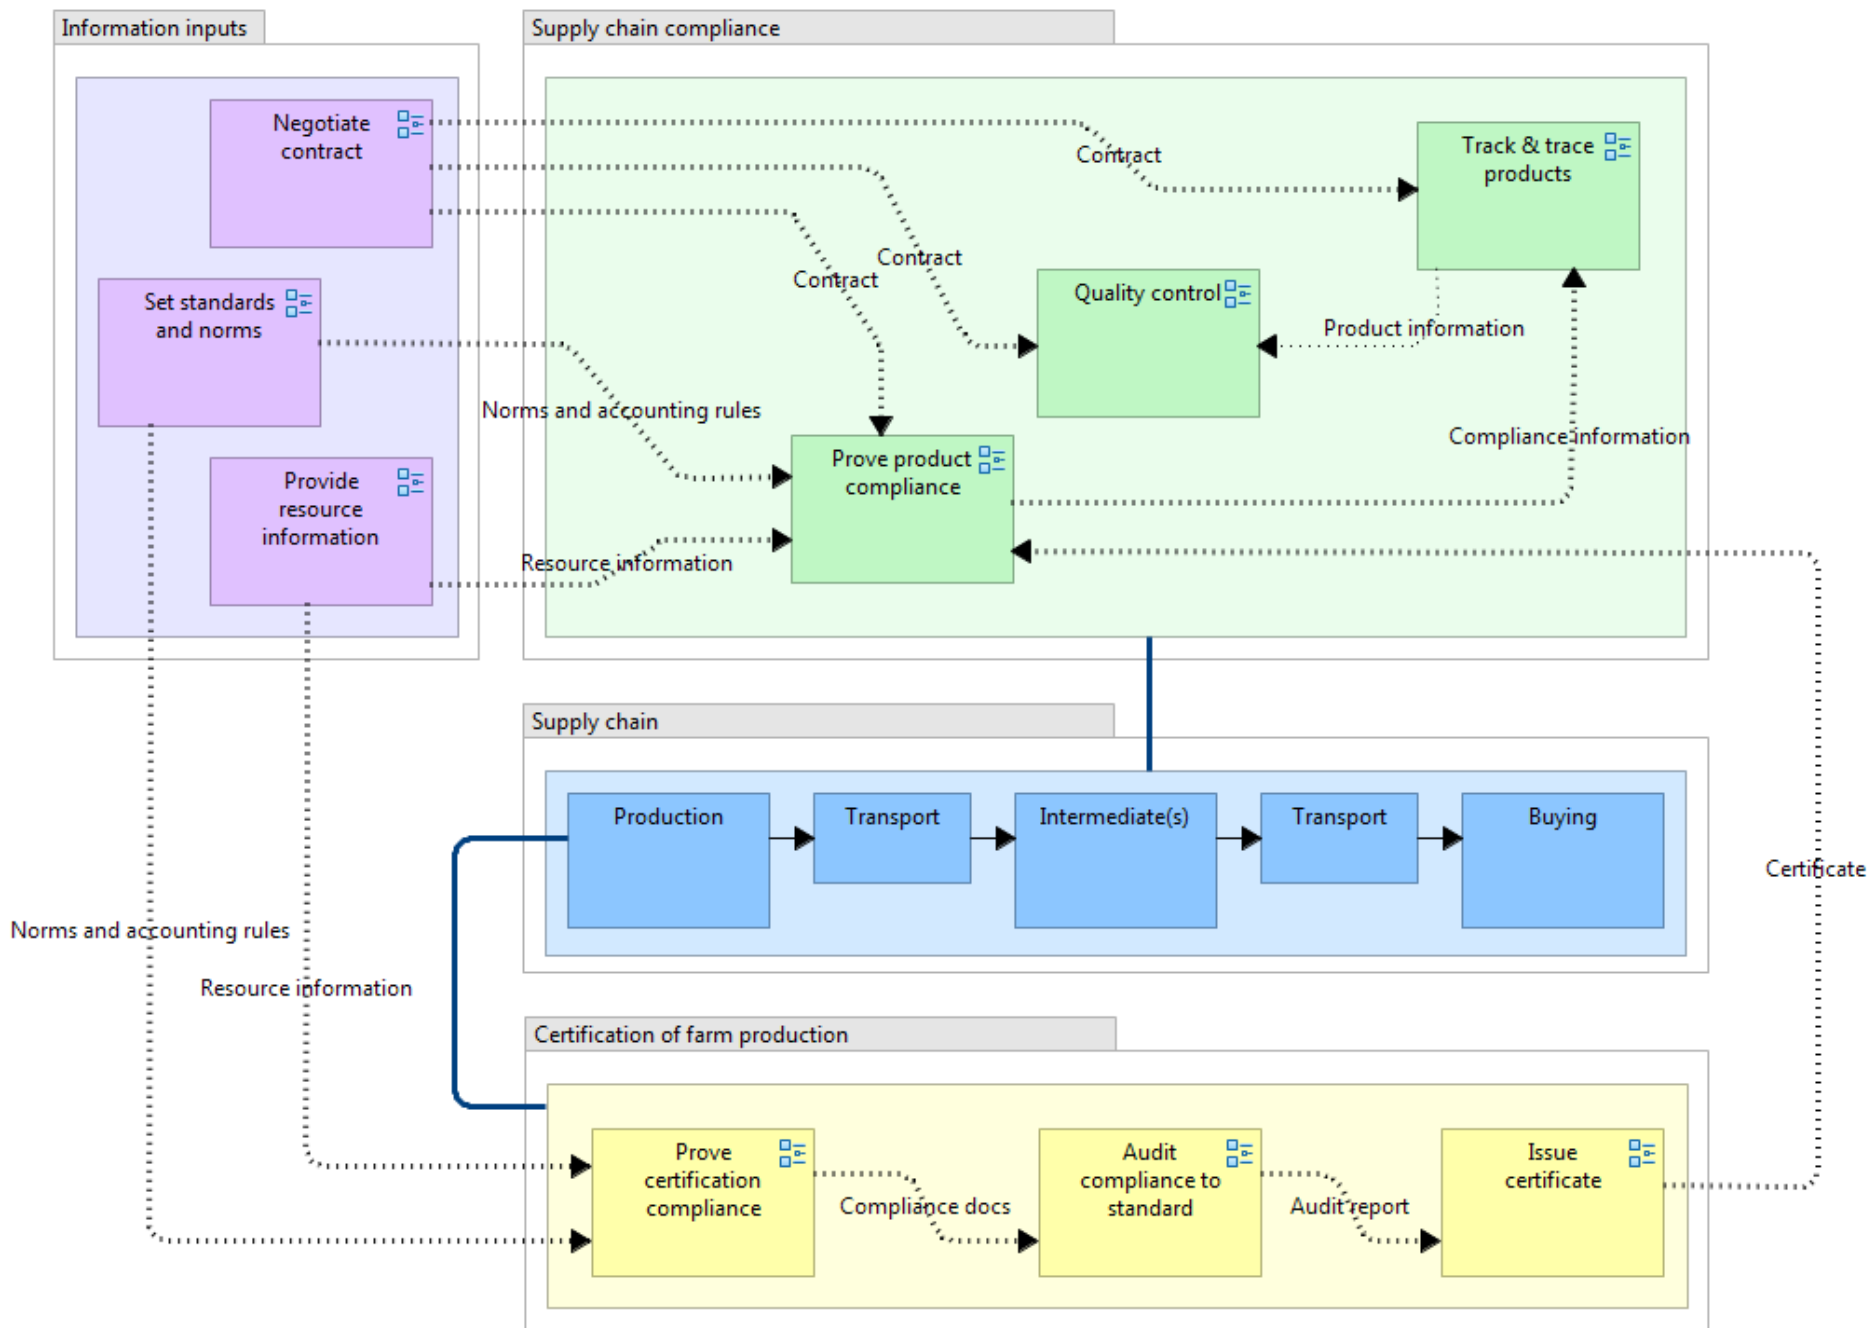 Information inputs
Supply chain compliance
Negotiate
contract
Contract
Track & trace
products
Contract
Contract
Set standards
and norms
Quality control
Product information
Norms and accounting rules
Compliance information
Prove product
compliance
Provide
resource
information
Resource information
Supply chain
Production
Transport
Intermediate(s)
Transport
Buying
Certificate
Norms and accounting rules
Resource information
Certification of farm production
Prove
certification
compliance
Compliance docs
Audit
compliance to
standard
Audit report
Issue
certificate